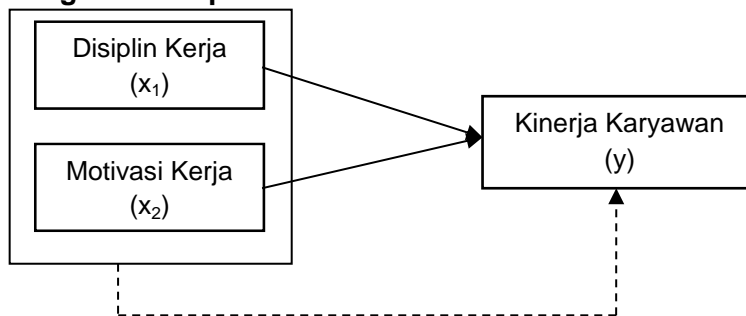 Disiplin Kerja
(x₁)
Motivasi Kerja
(x₂)
Kinerja Karyawan
(y)